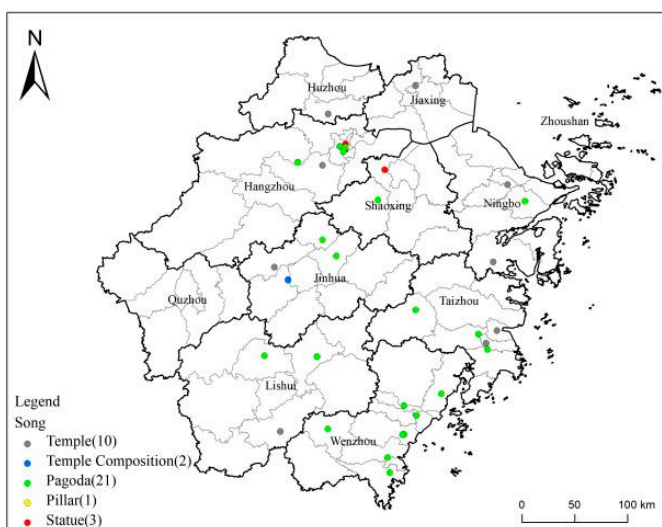 N
Huzhou
Jiaxing
Zhoushan
Hangzhou
Shaoxing
Ningbo
Jinhua
Quzhou
Taizhou
Lishui
Wenzhou
Legend
Song
Temple(10)
Temple Composition(2)
Pagoda(21)
Pillar(1)
Statue(3)
0 50 100 km